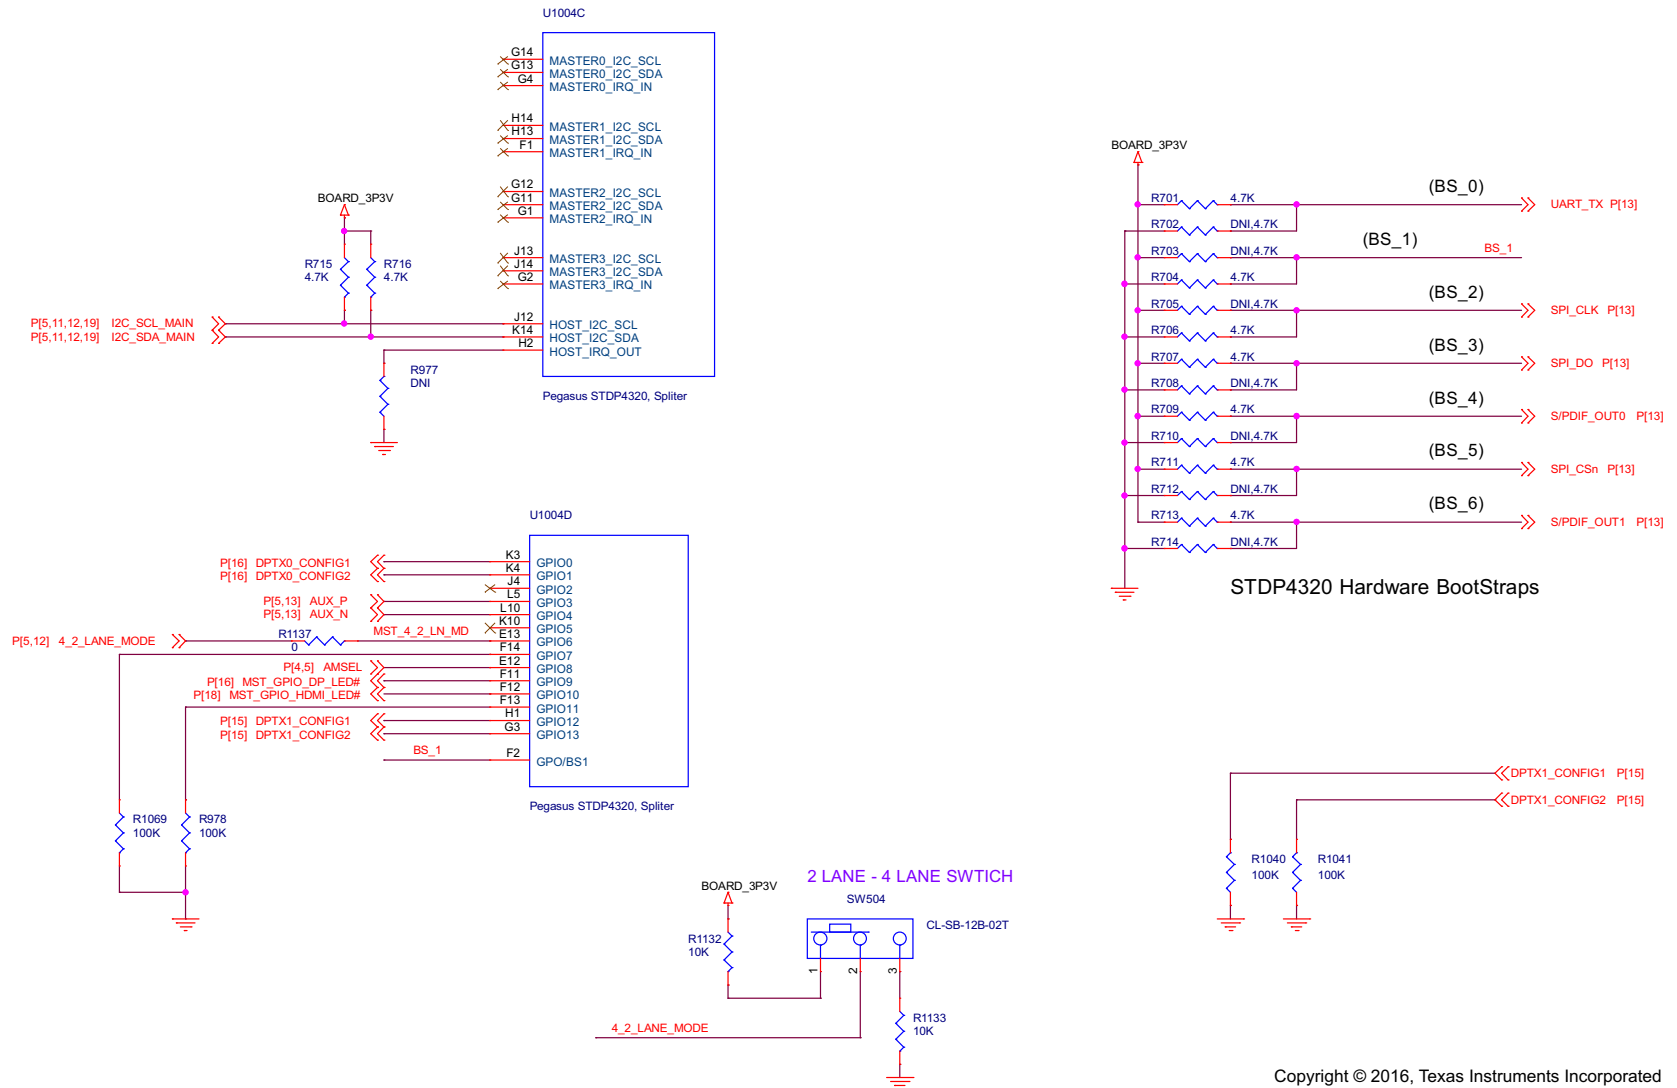 U1004C
G14 MASTER0_I2C_SCL
G13 MASTER0_I2C_SDA
G4 MASTER0_IRQ_IN
H14 MASTER1_I2C_SCL
H13 MASTER1_I2C_SDA
F1 MASTER1_IRQ_IN
G12 MASTER2_I2C_SCL
G11 MASTER2_I2C_SDA
G1 MASTER2_IRQ_IN
J13 MASTER3_I2C_SCL
J14 MASTER3_I2C_SDA
G2 MASTER3_IRQ_IN
J12 HOST_I2C_SCL
K14 HOST_I2C_SDA
H2 HOST_IRQ_OUT
Pegasus STDP4320, Spliter
BOARD_3P3V
R715
4.7K
R716
4.7K
P[5,11,12,19] I2C_SCL_MAIN
P[5,11,12,19] I2C_SDA_MAIN
R977
DNI
BOARD_3P3V
R701 4.7K (BS_0) UART_TX P[13]
R702 DNI,4.7K
R703 DNI,4.7K (BS_1) BS_1
R704 4.7K
R705 DNI,4.7K (BS_2) SPI_CLK P[13]
R706 4.7K
R707 4.7K (BS_3) SPI_DO P[13]
R708 DNI,4.7K
R709 4.7K (BS_4) S/PDIF_OUT0 P[13]
R710 DNI,4.7K
R711 4.7K (BS_5) SPI_CSn P[13]
R712 DNI,4.7K
R713 4.7K (BS_6) S/PDIF_OUT1 P[13]
R714 DNI,4.7K
STDP4320 Hardware BootStraps
U1004D
P[16] DPTX0_CONFIG1 K3 GPIO0
P[16] DPTX0_CONFIG2 K4 GPIO1
J4 GPIO2
P[5,13] AUX_P L5 GPIO3
P[5,13] AUX_N L10 GPIO4
K10 GPIO5
P[5,12] 4_2_LANE_MODE R1137 0 MST_4_2_LN_MD E13 GPIO6
F14 GPIO7
P[4,5] AMSEL E12 GPIO8
P[16] MST_GPIO_DP_LED# F11 GPIO9
P[18] MST_GPIO_HDMI_LED# F12 GPIO10
F13 GPIO11
P[15] DPTX1_CONFIG1 H1 GPIO12
P[15] DPTX1_CONFIG2 G3 GPIO13
BS_1 F2 GPO/BS1
Pegasus STDP4320, Spliter
R1069
100K
R978
100K
DPTX1_CONFIG1 P[15]
DPTX1_CONFIG2 P[15]
R1040
100K
R1041
100K
2 LANE - 4 LANE SWTICH
BOARD_3P3V
SW504
CL-SB-12B-02T
R1132
10K
1 2 3
R1133
10K
4_2_LANE_MODE
Copyright © 2016, Texas Instruments Incorporated